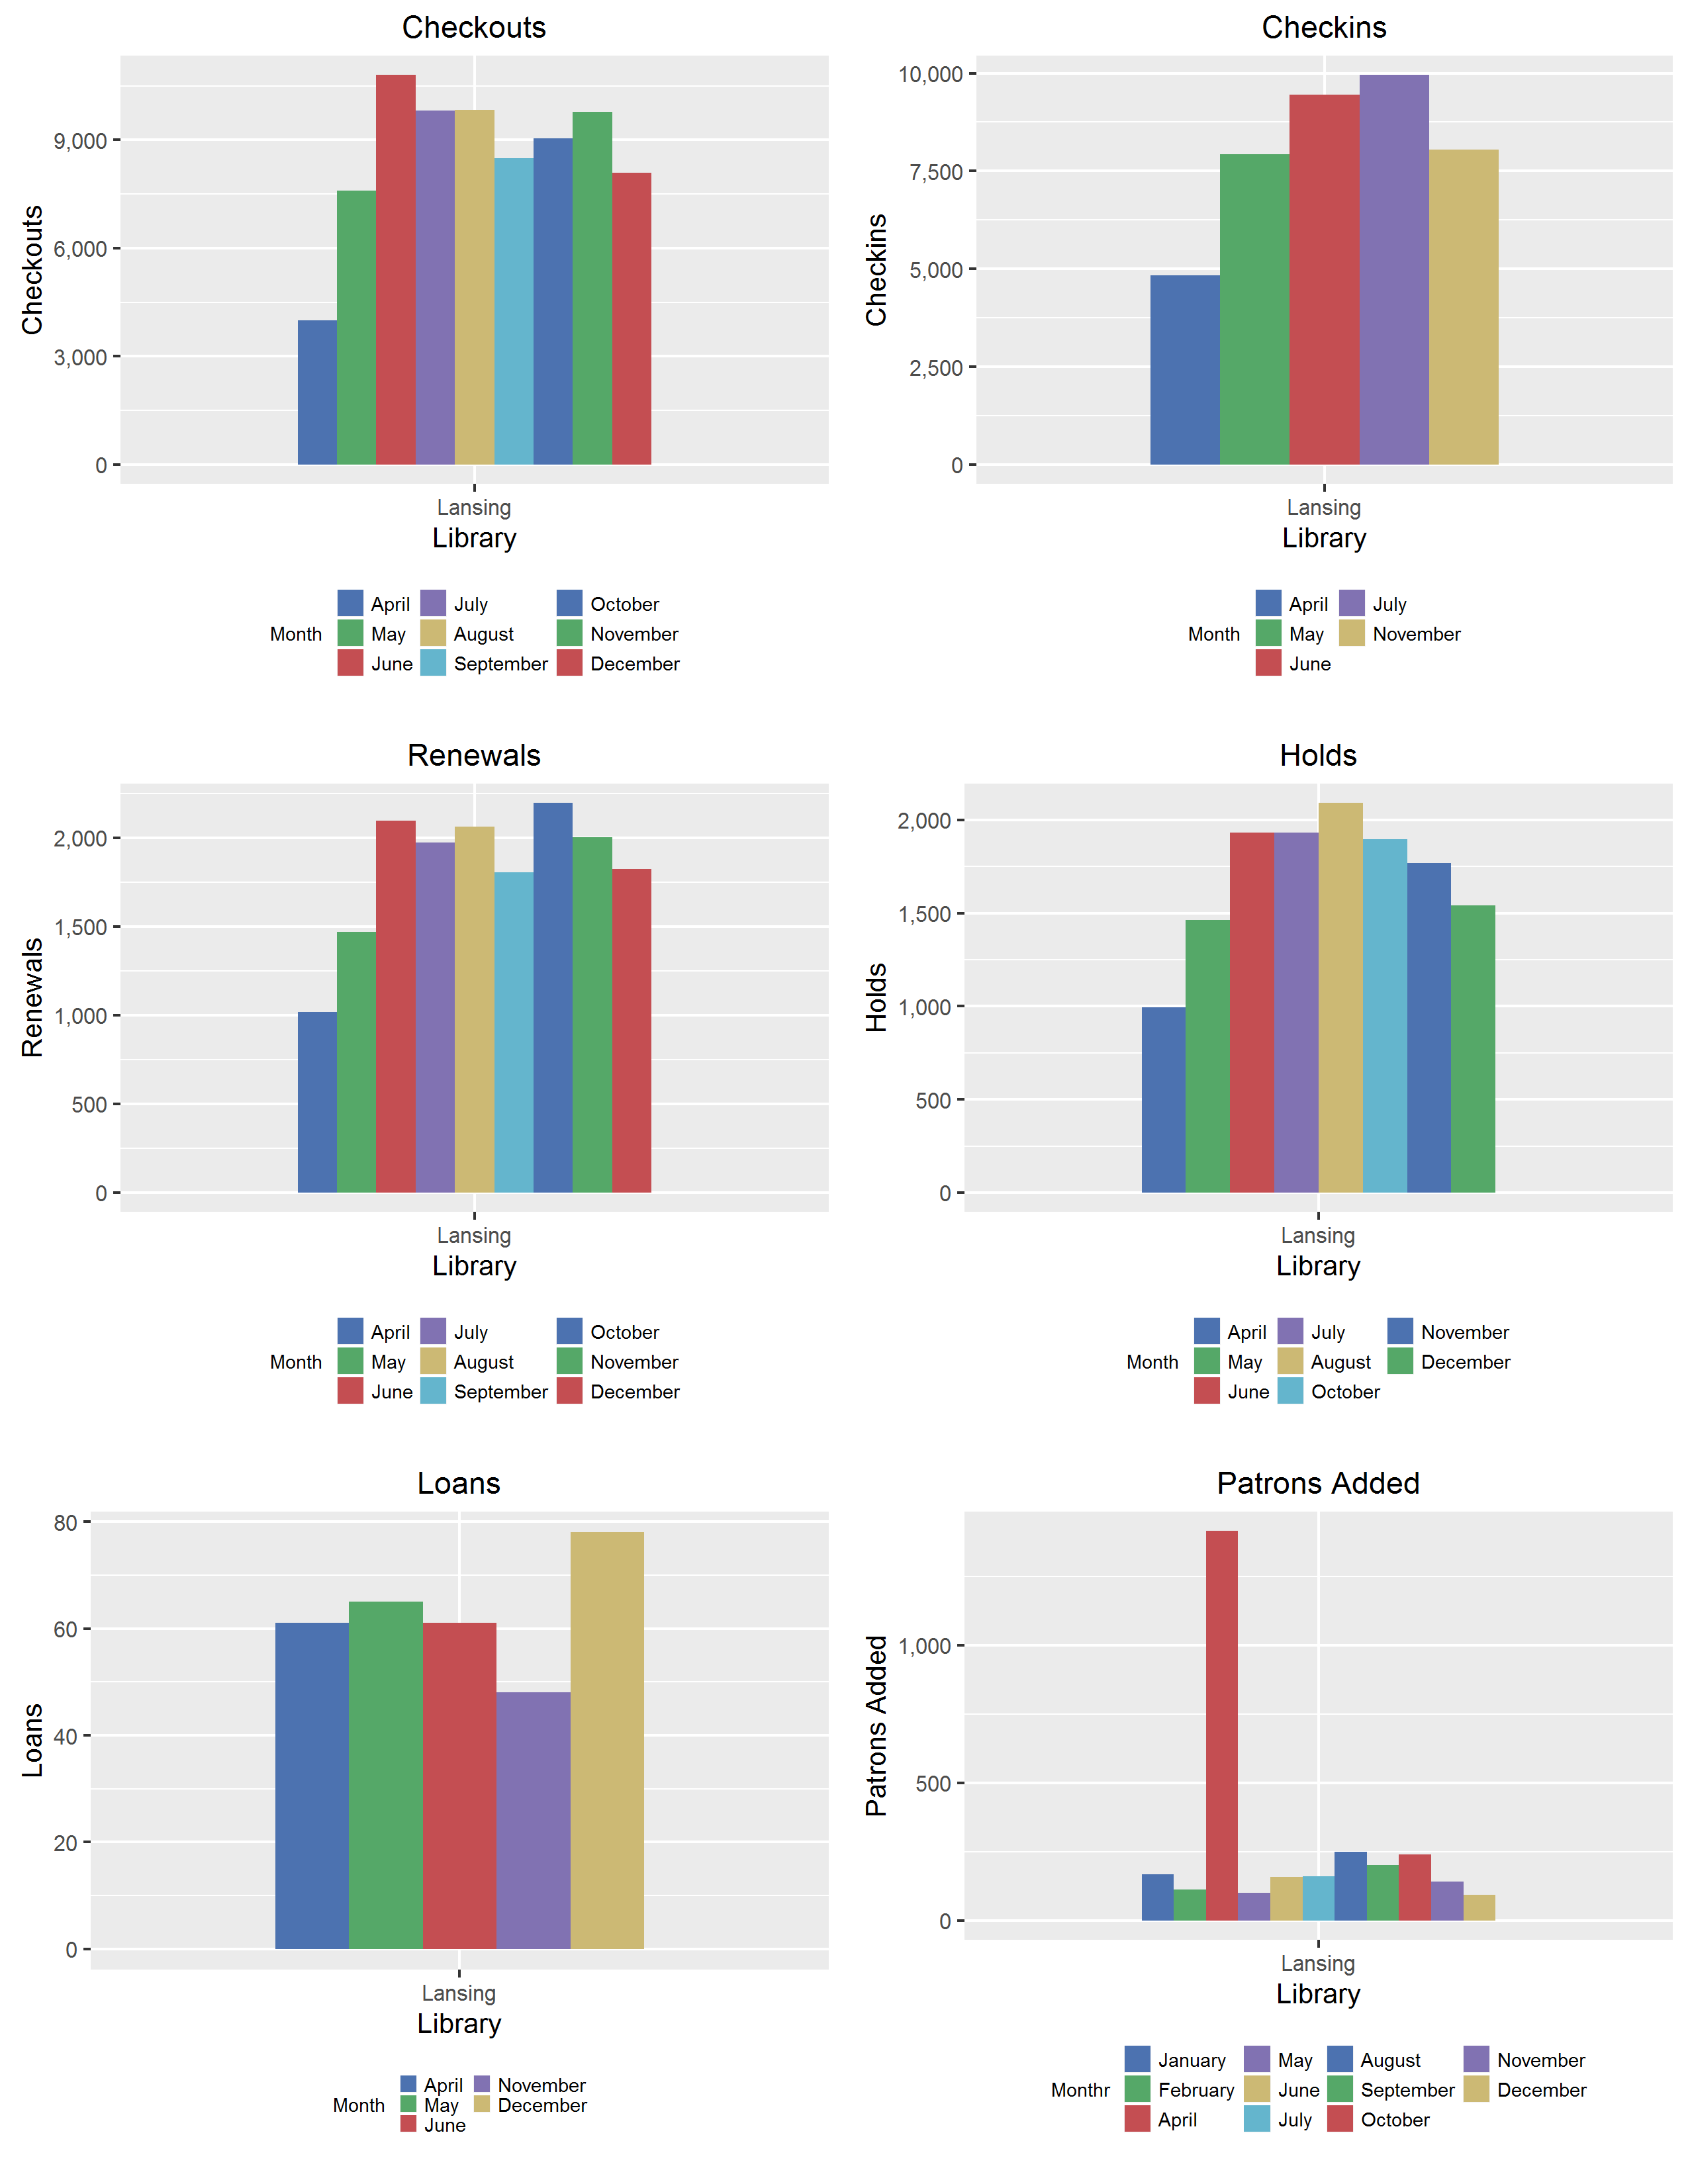 Checkouts
Checkouts
9,000
6,000
3,000
0
Lansing
Library
Month
April
July
October
May
August
November
June
September
December
Checkins
Checkins
10,000
7,500
5,000
2,500
0
Lansing
Library
Month
April
July
May
November
June
Renewals
Renewals
2,000
1,500
1,000
500
0
Lansing
Library
Month
April
July
October
May
August
November
June
September
December
Holds
Holds
2,000
1,500
1,000
500
0
Lansing
Library
Month
April
July
November
May
August
December
June
October
Loans
Loans
80
60
40
20
0
Lansing
Library
Month
April
November
May
December
June
Patrons Added
Patrons Added
1,000
500
0
Lansing
Library
Monthr
January
May
August
November
February
June
September
December
April
July
October